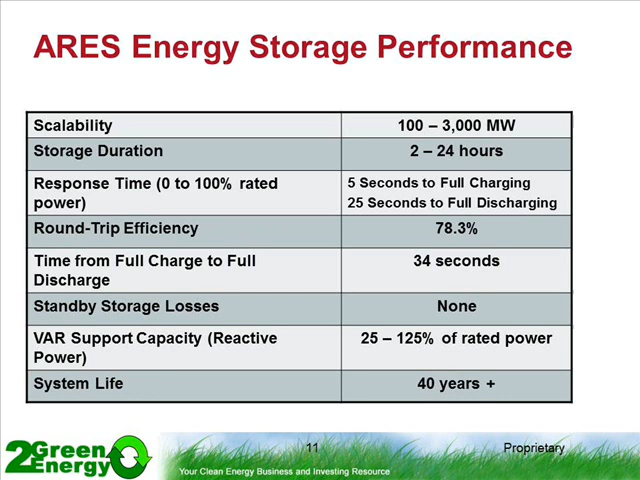 ARES Energy Storage Performance
Scalability 100 – 3,000 MW
Storage Duration 2 – 24 hours
Response Time (0 to 100% rated power) 5 Seconds to Full Charging
25 Seconds to Full Discharging
Round-Trip Efficiency 78.3%
Time from Full Charge to Full Discharge 34 seconds
Standby Storage Losses None
VAR Support Capacity (Reactive Power) 25 – 125% of rated power
System Life 40 years +
2GreenEnergy
11
Proprietary
Your Clean Energy Business and Investing Resource